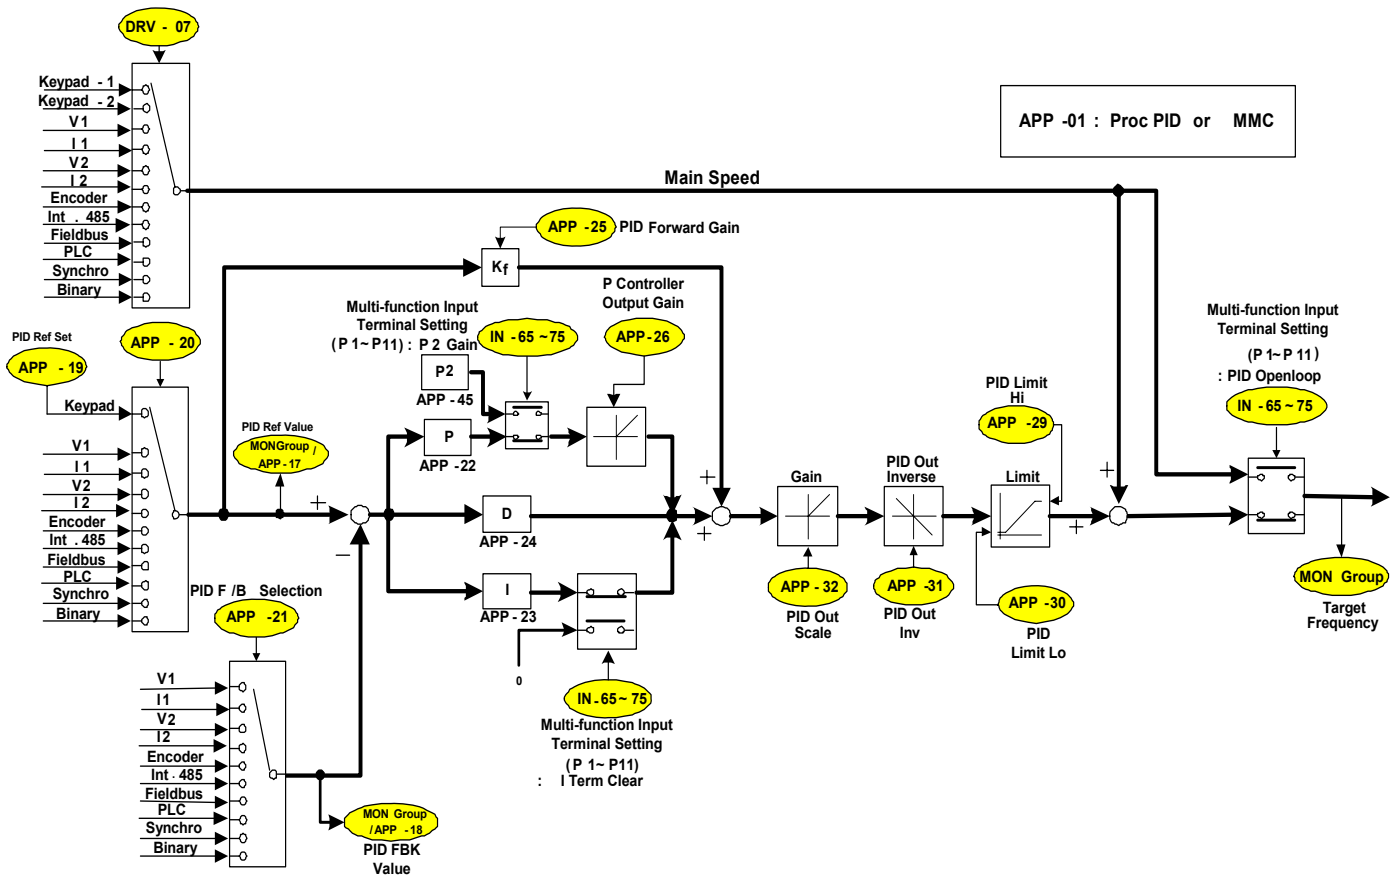 DRV - 07
Keypad - 1
Keypad - 2
V1
I 1
V2
I 2
Encoder
Int . 485
Fieldbus
PLC
Synchro
Binary
APP -01 : Proc PID or MMC
Main Speed
APP -25
PID Forward Gain
Kf
PID Ref Set
APP - 19
APP - 20
Keypad
V1
I 1
V2
I 2
Encoder
Int . 485
Fieldbus
PLC
Synchro
Binary
PID Ref Value
MONGroup /
APP-17
+
−
Multi-function Input
Terminal Setting
(P 1~ P11) : P 2 Gain
IN -65 ~75
P2
APP - 45
P
APP -22
P Controller
Output Gain
APP-26
D
APP - 24
I
APP -23
0
IN -65~ 75
Multi-function Input
Terminal Setting
(P 1~ P11)
: I Term Clear
+
+
Gain
APP - 32
PID Out
Scale
PID Out
Inverse
APP -31
PID Out
Inv
PID Limit
Hi
APP -29
Limit
APP -30
PID
Limit Lo
+
+
Multi-function Input
Terminal Setting
(P 1~ P 11)
: PID Openloop
IN - 65 ~ 75
MON Group
Target
Frequency
PID F /B Selection
APP -21
V1
I1
V2
I2
Encoder
Int . 485
Fieldbus
PLC
Synchro
Binary
MON Group
/ APP - 18
PID FBK
Value